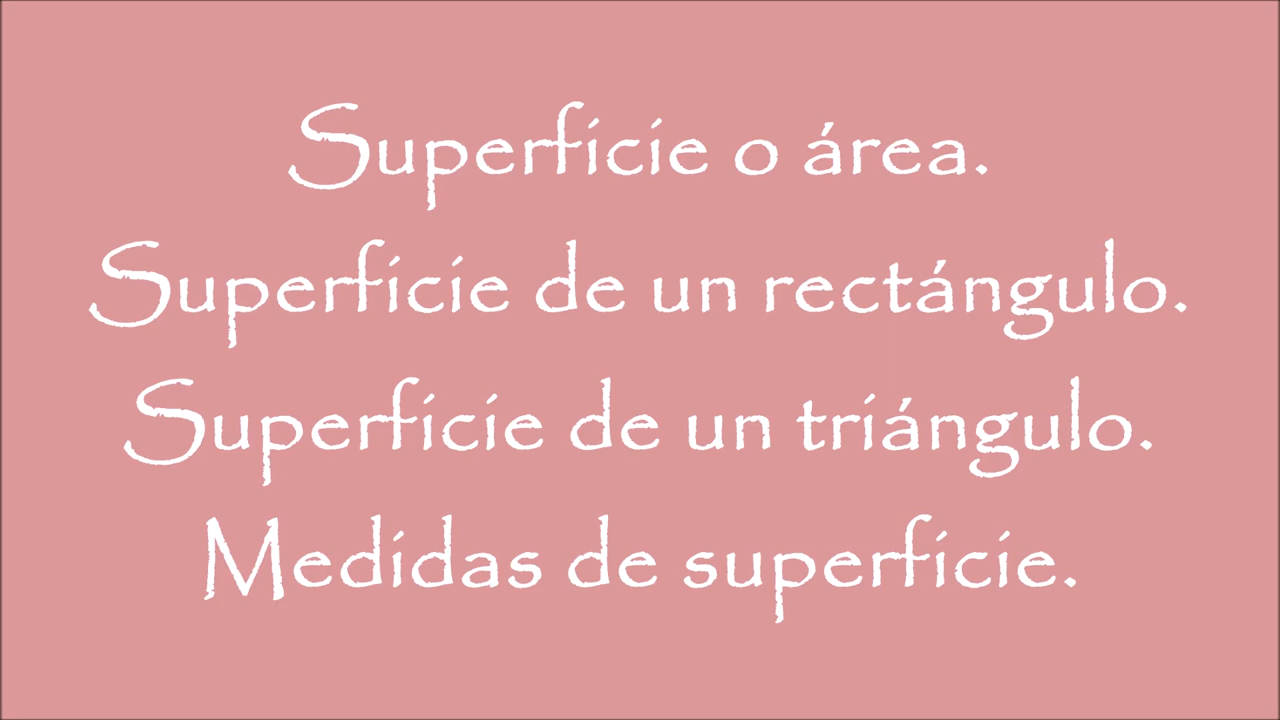 Superficie o área.
Superficie de un rectángulo.
Superficie de un triángulo.
Medidas de superficie.